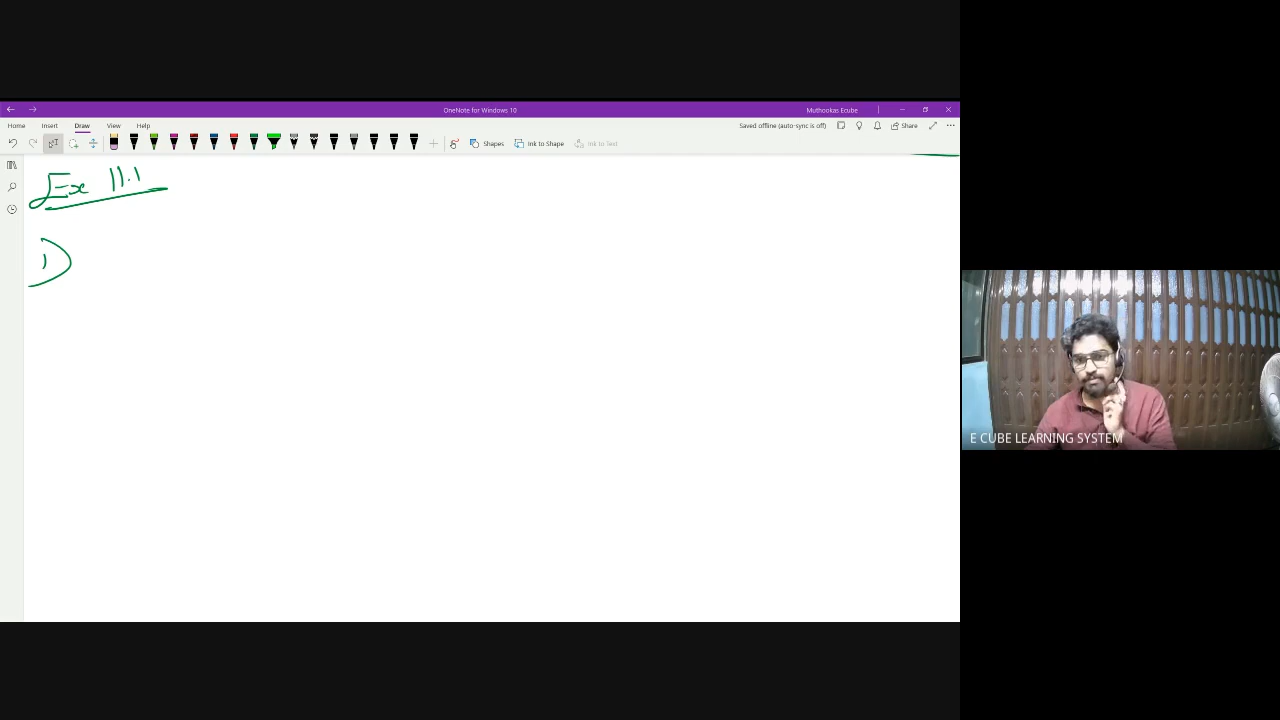 OneNote for Windows 10
Muthookas Ecube
Home Insert Draw View Help
Saved offline (auto-sync is off) Share
Shapes Ink to Shape Ink to Text
Ex 11.1
1)
E CUBE LEARNING SYSTEM